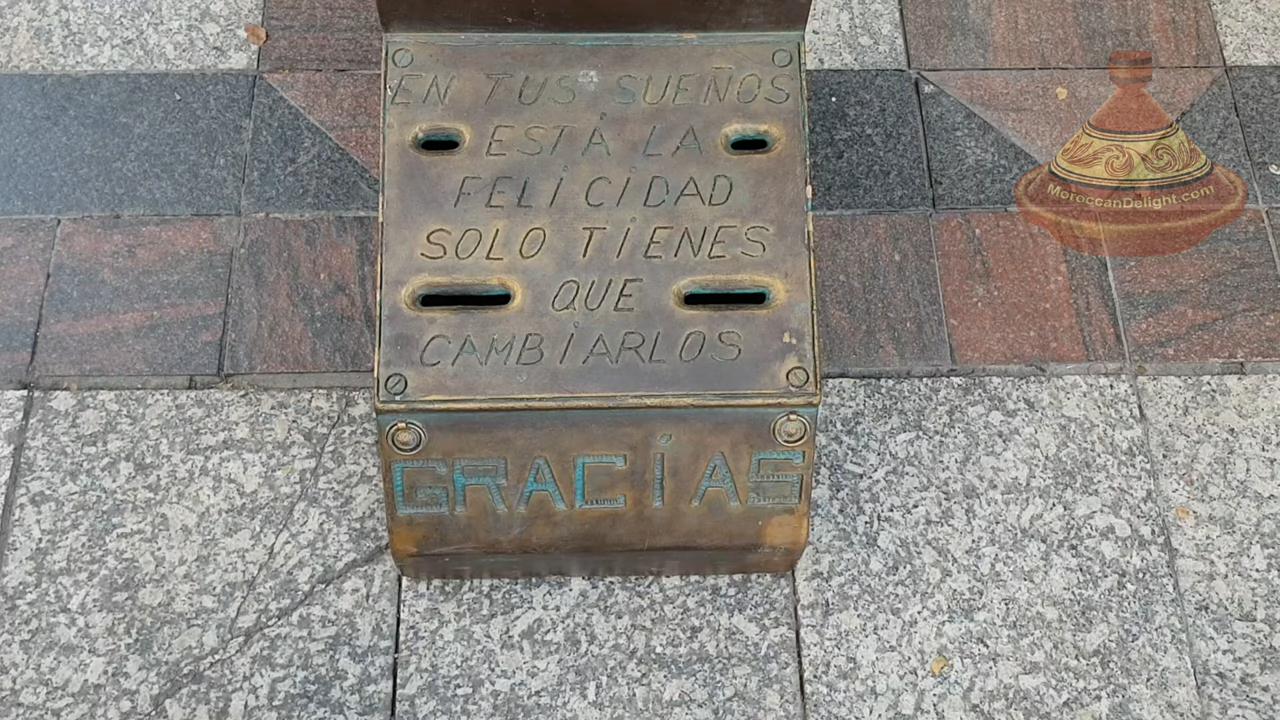 EN TUS SUEÑOS
ESTÁ LA
FELICIDAD
SOLO TIENES
QUE
CAMBIARLOS
GRACIAS
MoroccanDelight.com